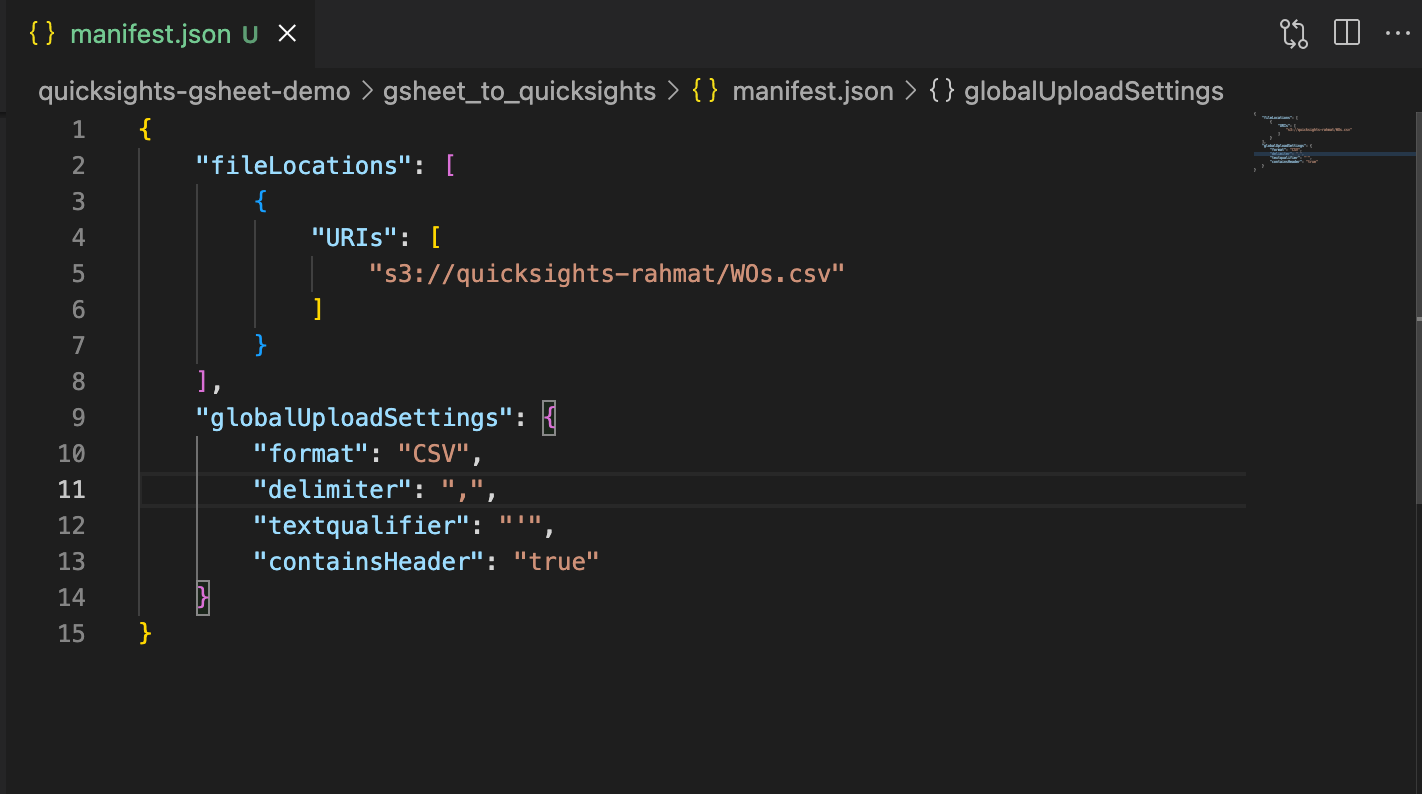 { } manifest.json U
quicksights-gsheet-demo > gsheet_to_quicksights > { } manifest.json > {} globalUploadSettings
1 {
2     "fileLocations": [
3         {
4             "URIs": [
5                 "s3://quicksights-rahmat/WOs.csv"
6             ]
7         }
8     ],
9     "globalUploadSettings": {
10         "format": "CSV",
11         "delimiter": ",",
12         "textqualifier": "'",
13         "containsHeader": "true"
14     }
15 }